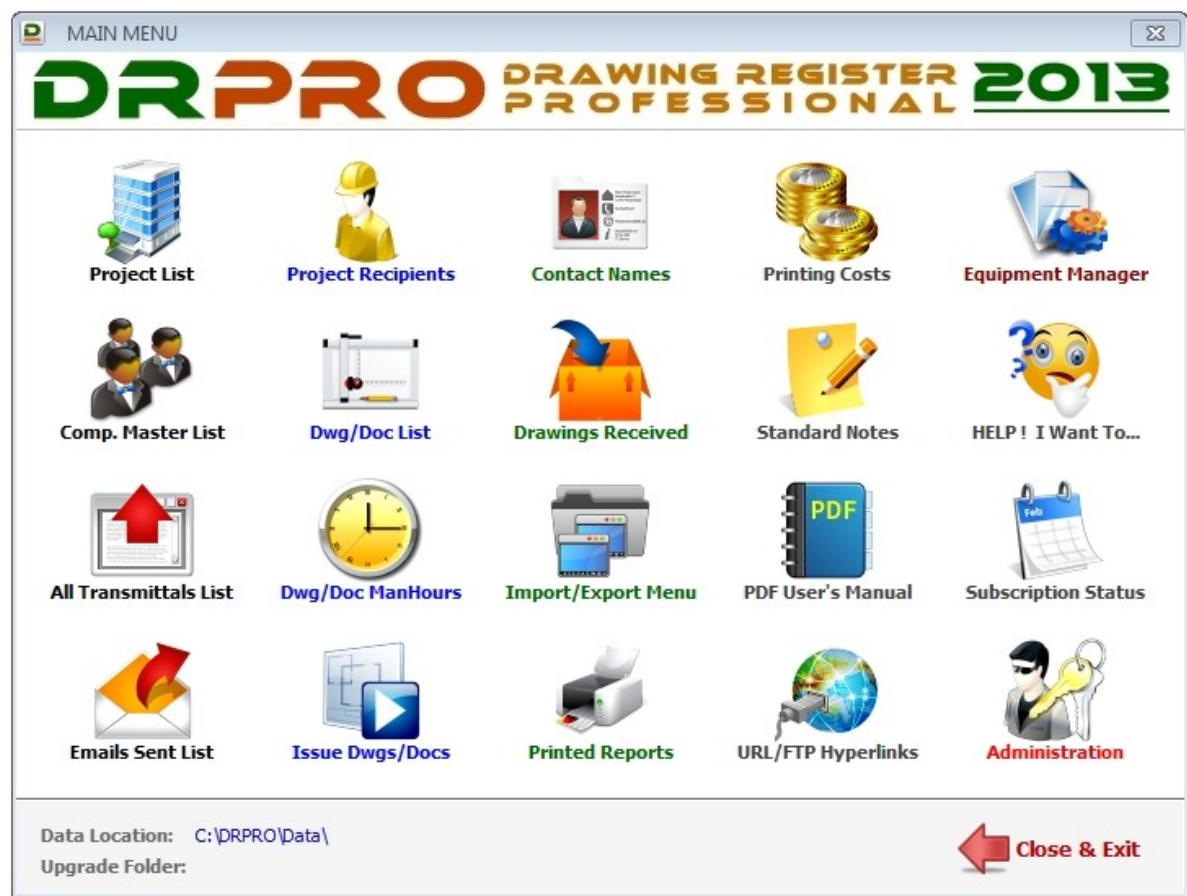 MAIN MENU
DRPRO DRAWING REGISTER PROFESSIONAL 2013
Project List
Project Recipients
Contact Names
Printing Costs
Equipment Manager
Comp. Master List
Dwg/Doc List
Drawings Received
Standard Notes
HELP ! I Want To...
All Transmittals List
Dwg/Doc ManHours
Import/Export Menu
PDF
PDF User's Manual
Feb
Subscription Status
Emails Sent List
Issue Dwgs/Docs
Printed Reports
URL/FTP Hyperlinks
Administration
Data Location: C:\DRPRO\Data\
Upgrade Folder:
Close & Exit